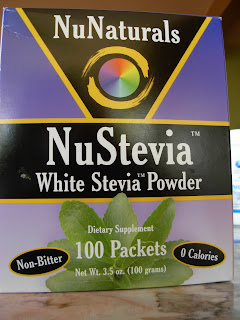 NuNaturals
NuStevia™
White Stevia™ Powder
Dietary Supplement
100 Packets
Net Wt. 3.5 oz. (100 grams)
Non-Bitter
0 Calories